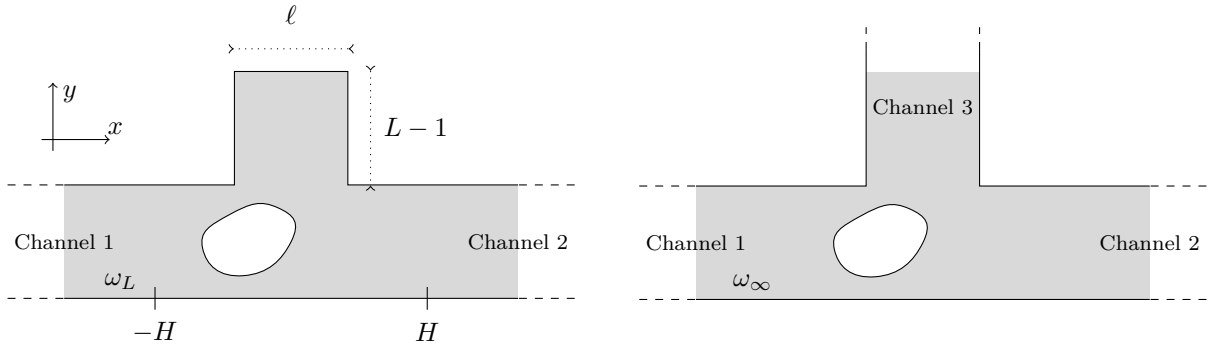 ℓ
y
x
L − 1
Channel 1
Channel 2
ω_L
−H
H
Channel 3
Channel 1
Channel 2
ω_∞